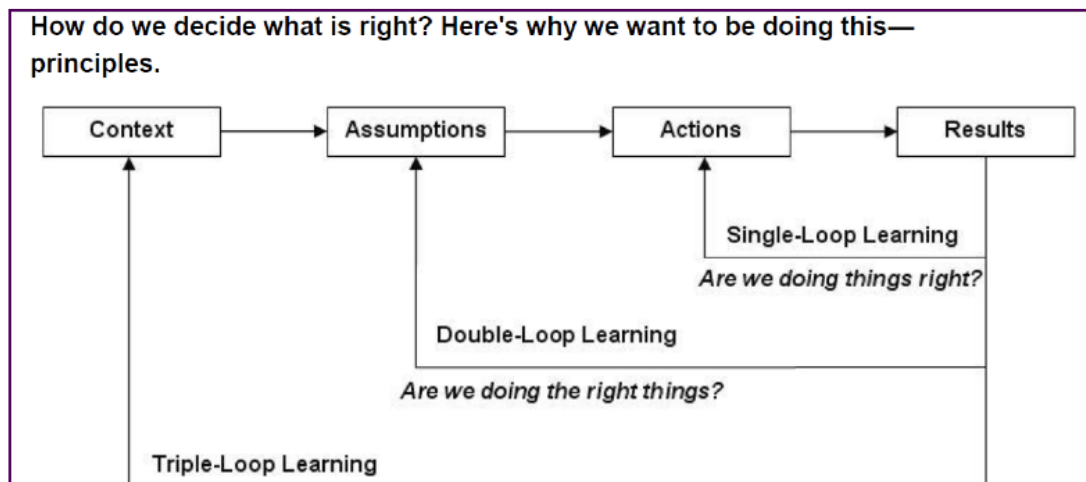 How do we decide what is right? Here's why we want to be doing this—
principles.
Context
Assumptions
Actions
Results
Single-Loop Learning
Are we doing things right?
Double-Loop Learning
Are we doing the right things?
Triple-Loop Learning